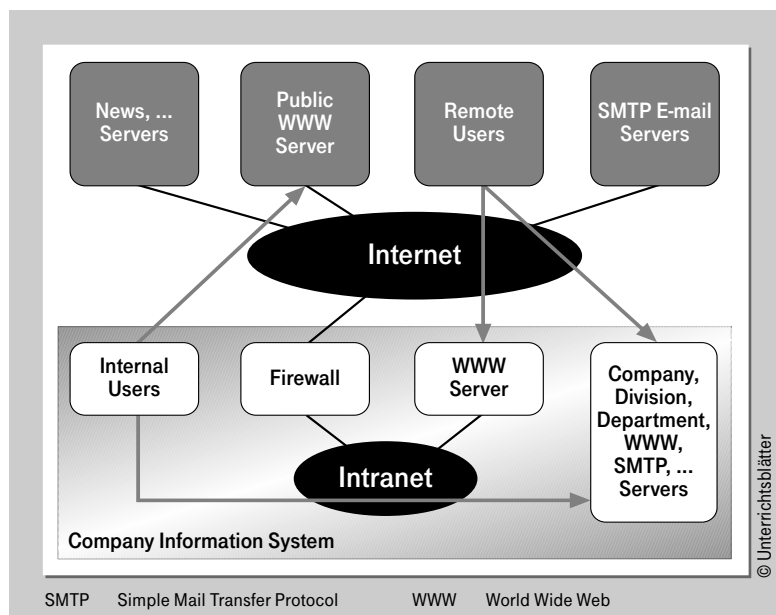 News, ...
Servers
Public
WWW
Server
Remote
Users
SMTP E-mail
Servers
Internet
Internal
Users
Firewall
WWW
Server
Company,
Division,
Department,
WWW,
SMTP, ...
Servers
Intranet
Company Information System
© Unterrichtsblätter
SMTP Simple Mail Transfer Protocol WWW World Wide Web